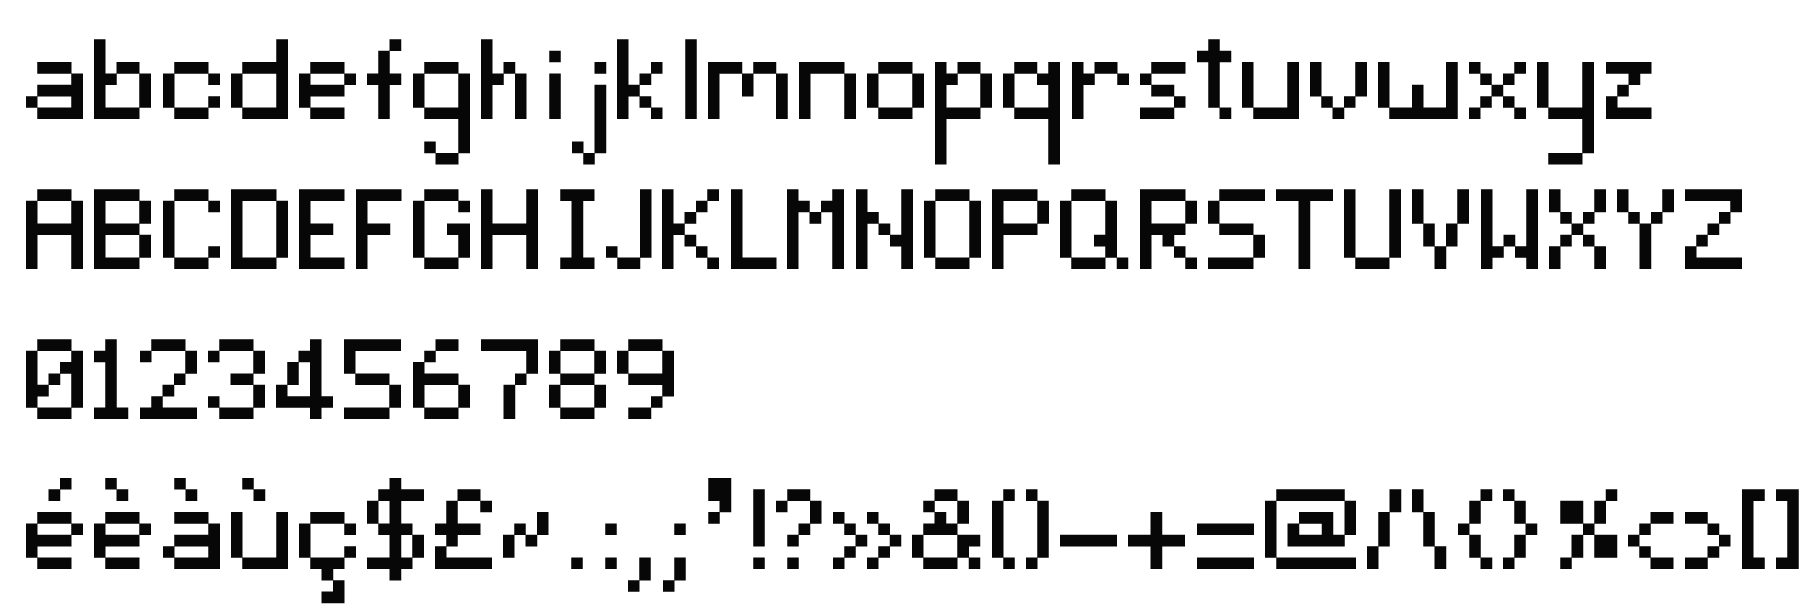 abcdefghijklmnopqrstuvwxyz
ABCDEFGHIJKLMNOPQRSTUVWXYZ
0123456789
éèàùç$£~.:,;'!?»&()-+=@/\{}%<>[]